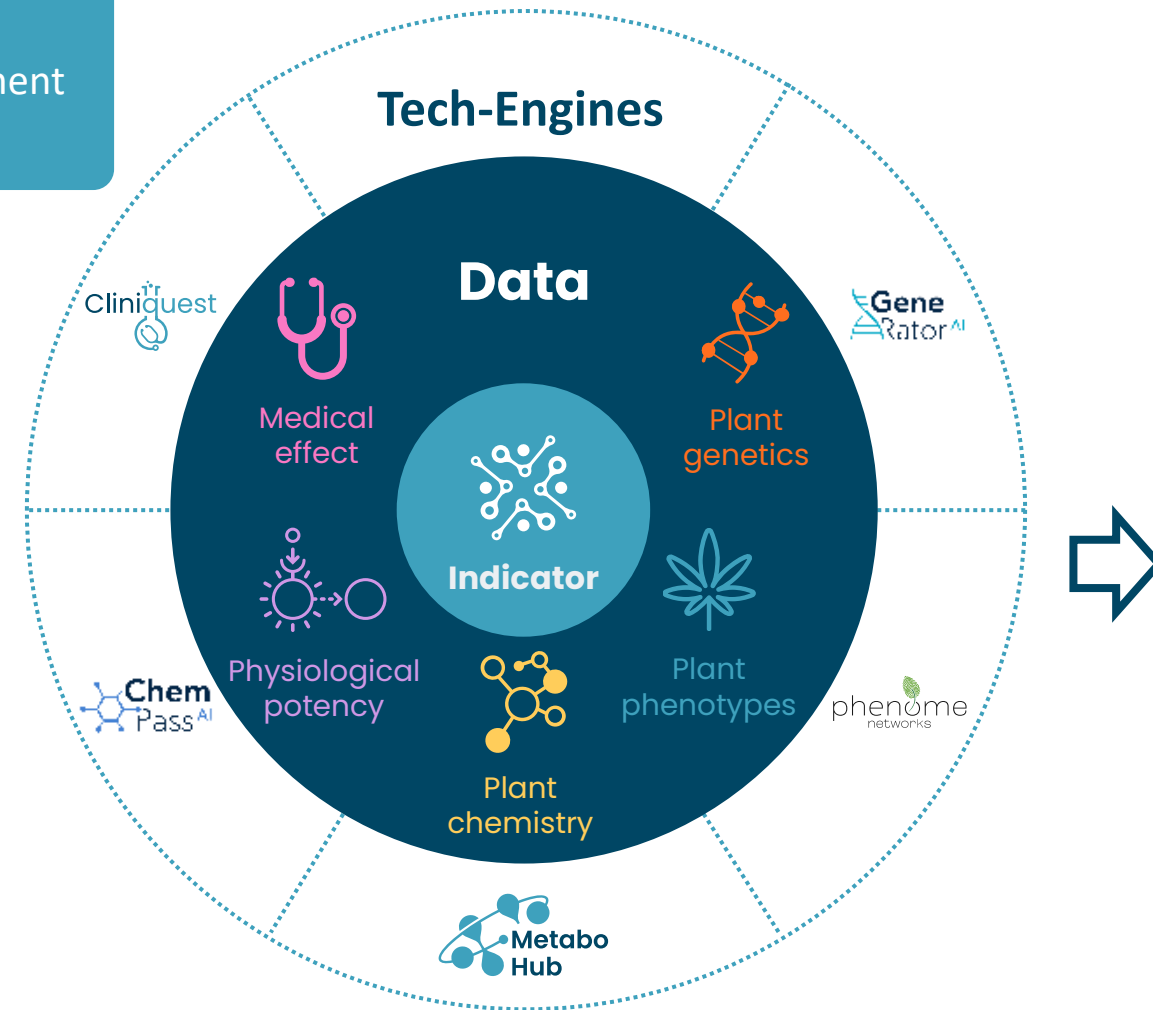 Tech-Engines
Data
Cliniquest
Gene
Rator AI
Medical
effect
Plant
genetics
Indicator
Physiological
potency
Plant
phenotypes
Chem
Pass AI
phenome
networks
Plant
chemistry
Metabo
Hub